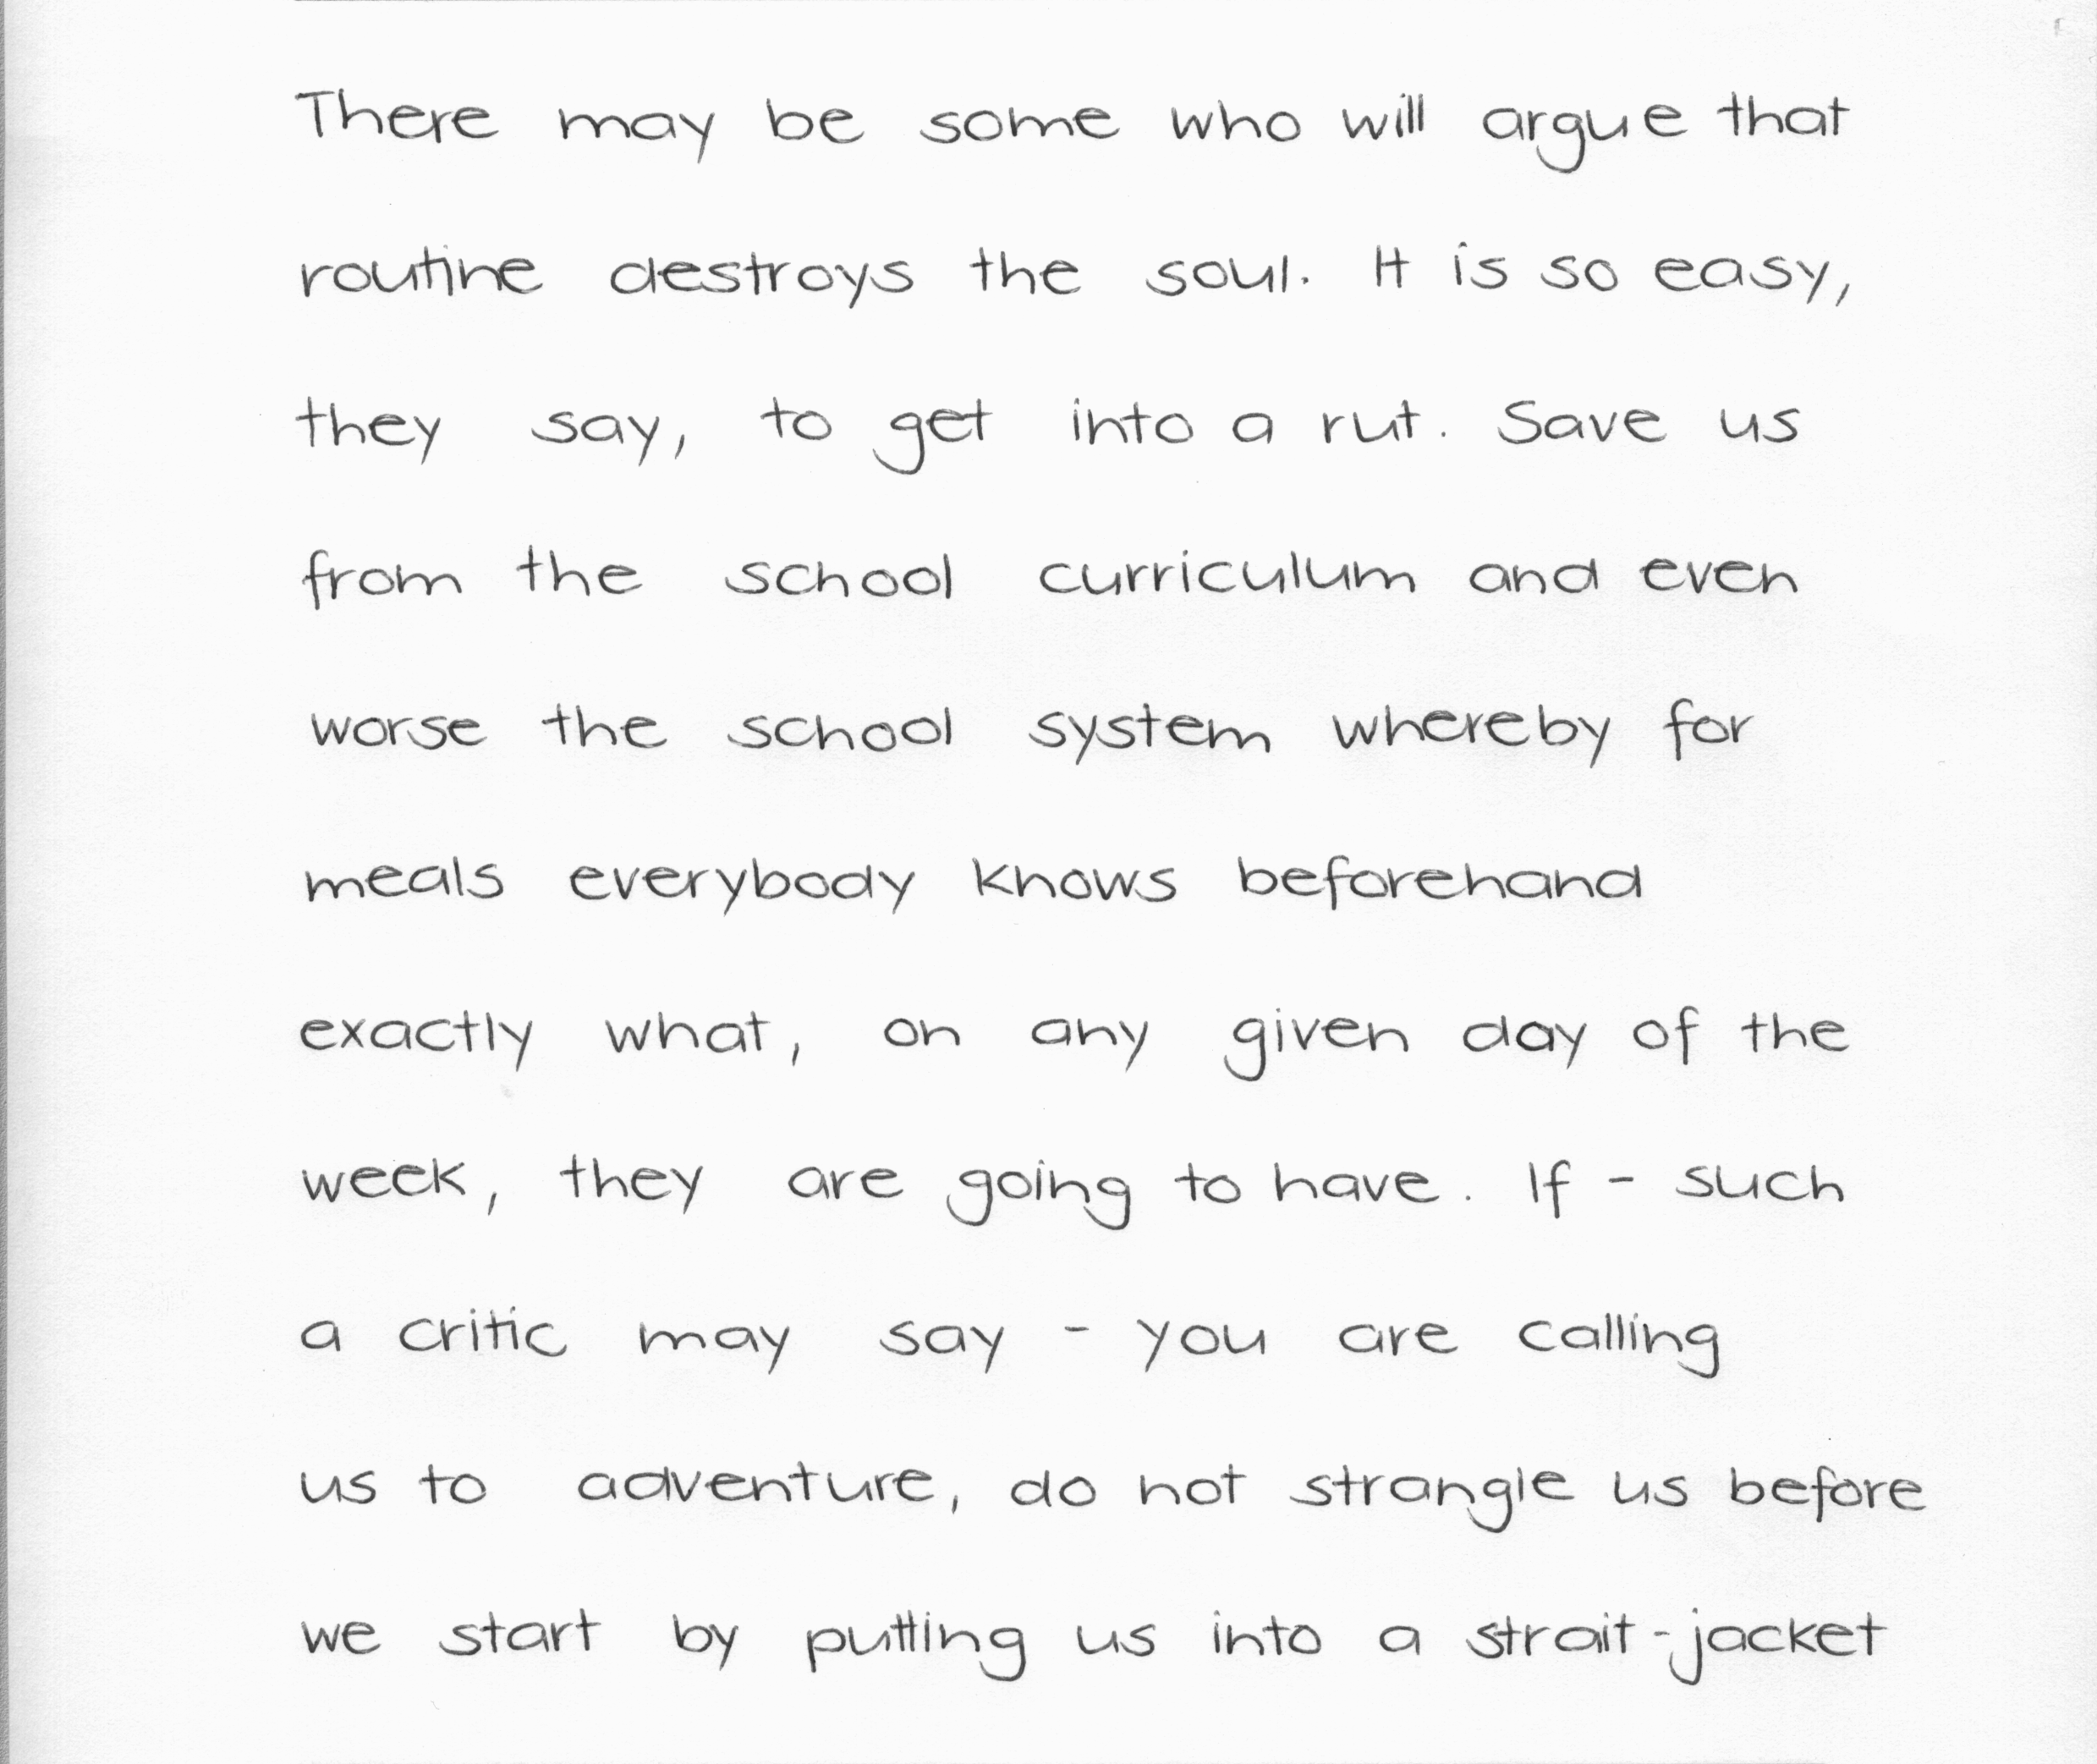 There may be some who will argue that
routine destroys the soul. It is so easy,
they say, to get into a rut. Save us
from the school curriculum and even
worse the school system whereby for
meals everybody knows beforehand
exactly what, on any given day of the
week, they are going to have. If - such
a critic may say - you are calling
us to adventure, do not strangle us before
we start by putting us into a strait-jacket